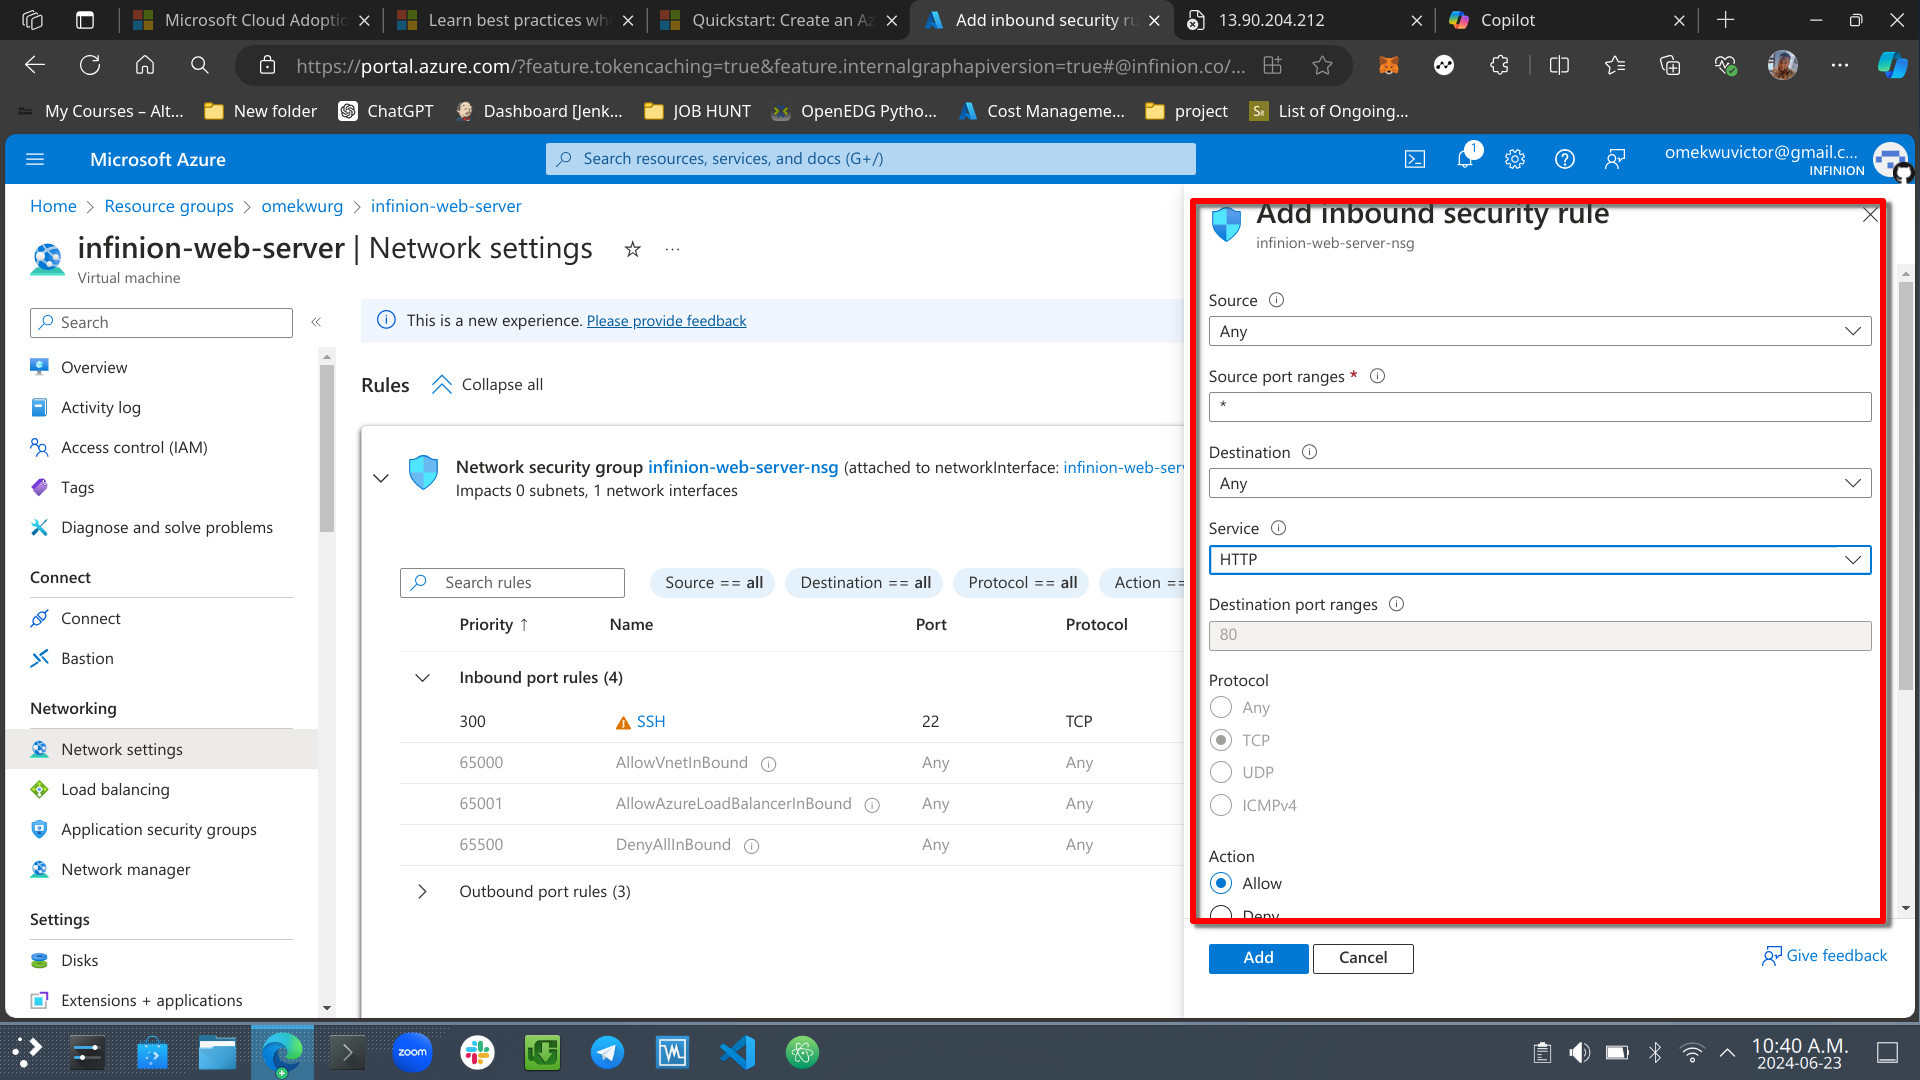 Microsoft Cloud Adoptic
Learn best practices whe
Quickstart: Create an Az
Add inbound security ru
13.90.204.212
Copilot
https://portal.azure.com/?feature.tokencaching=true&feature.internalgraphapiversion=true#@infinion.co/...
My Courses – Alt...
New folder
ChatGPT
Dashboard [Jenk...
JOB HUNT
OpenEDG Pytho...
Cost Manageme...
project
SR
List of Ongoing...
Microsoft Azure
Search resources, services, and docs (G+/)
1
omekwuvictor@gmail.c...
INFINION
Home > Resource groups > omekwurg > infinion-web-server
infinion-web-server | Network settings
Virtual machine
Search
Overview
Activity log
Access control (IAM)
Tags
Diagnose and solve problems
Connect
Connect
Bastion
Networking
Network settings
Load balancing
Application security groups
Network manager
Settings
Disks
Extensions + applications
This is a new experience. Please provide feedback
Rules
Collapse all
Network security group infinion-web-server-nsg (attached to networkInterface: infinion-web-serv
Impacts 0 subnets, 1 network interfaces
Search rules
Source == all
Destination == all
Protocol == all
Action ==
Priority ↑ Name Port Protocol
Inbound port rules (4)
300 SSH 22 TCP
65000 AllowVnetInBound Any Any
65001 AllowAzureLoadBalancerInBound Any Any
65500 DenyAllInBound Any Any
Outbound port rules (3)
Add inbound security rule
infinion-web-server-nsg
Source
Any
Source port ranges *
*
Destination
Any
Service
HTTP
Destination port ranges
80
Protocol
Any
TCP
UDP
ICMPv4
Action
Allow
Deny
Add
Cancel
Give feedback
zoom
10:40 A.M.
2024-06-23